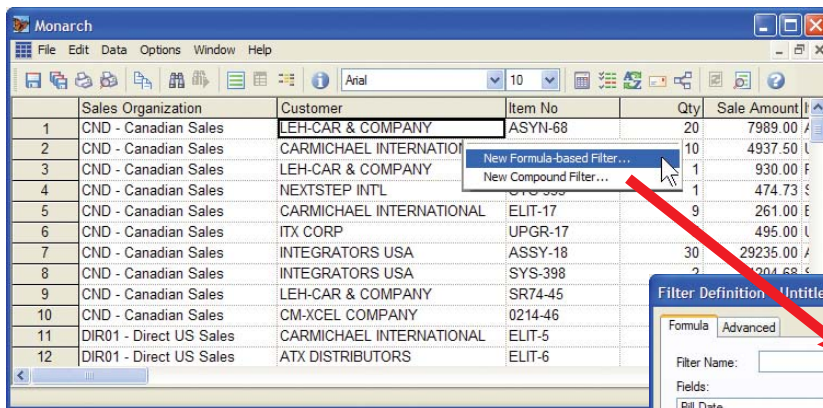 Monarch
File Edit Data Options Window Help
Arial 10
Sales Organization Customer Item No Qty Sale Amount
1 CND - Canadian Sales LEH-CAR & COMPANY ASYN-68 20 7989.00
2 CND - Canadian Sales CARMICHAEL 10 4937.50
3 CND - Canadian Sales LEH-CAR & COMPANY 1 930.00
4 CND - Canadian Sales NEXTSTEP INT'L 1 474.73
5 CND - Canadian Sales CARMICHAEL INTERNATIONAL ELIT-17 9 261.00
6 CND - Canadian Sales ITX CORP UPGR-17 495.00
7 CND - Canadian Sales INTEGRATORS USA ASSY-18 30 29235.00
8 CND - Canadian Sales INTEGRATORS USA SYS-398 2
9 CND - Canadian Sales LEH-CAR & COMPANY SR74-45
10 CND - Canadian Sales CM-XCEL COMPANY 0214-46
11 DIR01 - Direct US Sales CARMICHAEL INTERNATIONAL ELIT-5
12 DIR01 - Direct US Sales ATX DISTRIBUTORS ELIT-6
New Formula-based Filter...
New Compound Filter...
Filter Definition
Formula Advanced
Filter Name:
Fields:
Bill Date